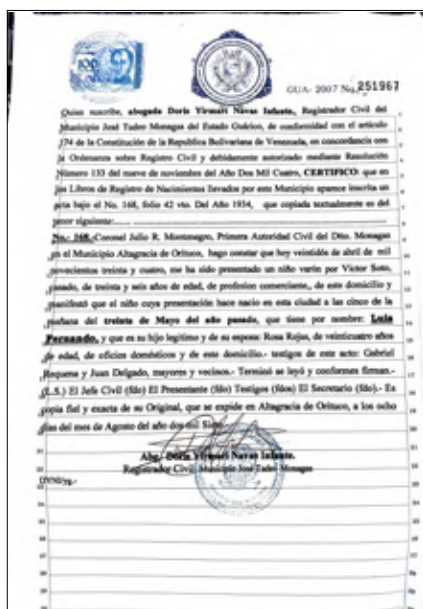 100
GUA- 2007 No. 251967
Quien suscribe, abogada Doris Yirmari Navas Infante, Registrador Civil del
Municipio José Tadeo Monagas del Estado Guárico, de conformidad con el artículo
174 de la Constitución de la Republica Bolivariana de Venezuela, en concordancia con
la Ordenanza sobre Registro Civil y debidamente autorizado mediante Resolución
Número 133 del nueve de noviembre del Año Dos Mil Cuatro, CERTIFICO: que en
los Libros de Registro de Nacimientos llevados por este Municipio aparece inscrita un
acta bajo el No. 168, folio 42 vto. Del Año 1934, que copiada textualmente es del
tenor siguiente:
No.- 168.-Coronel Julio R. Montenegro, Primera Autoridad Civil del Dtto. Monagas
en el Municipio Altagracia de Orituco, hago constar que hoy veintidós de abril de mil
novecientos treinta y cuatro, me ha sido presentado un niño varón por Victor Soto,
casado, de treinta y seis años de edad, de profesion comerciante, de este domicilio y
manifestó que el niño cuya presentación hace nacio en esta ciudad a las cinco de la
mañana del treinta de Mayo del año pasado, que tiene por nombre: Luis
Fernando, y que es su hijo legitimo y de su esposa: Rosa Rojas, de veinticuatro años
de edad, de oficios domésticos y de este domicilio.- testigos de este acto: Gabriel
Requena y Juan Delgado, mayores y vecinos.- Terminó se leyó y conformes firman.-
(L.S.) El Jefe Civil (fdo) El Presentante (fdo) Testigos (fdos) El Secretario (fdo).- Es
copia fiel y exacta de su Original, que se expide en Altagracia de Orituco, a los ocho
días del mes de Agosto del año dos mil Siete.
Abg.- Doris Yirmari Navas Infante.
Registrador Civil Municipio José Tadeo Monagas